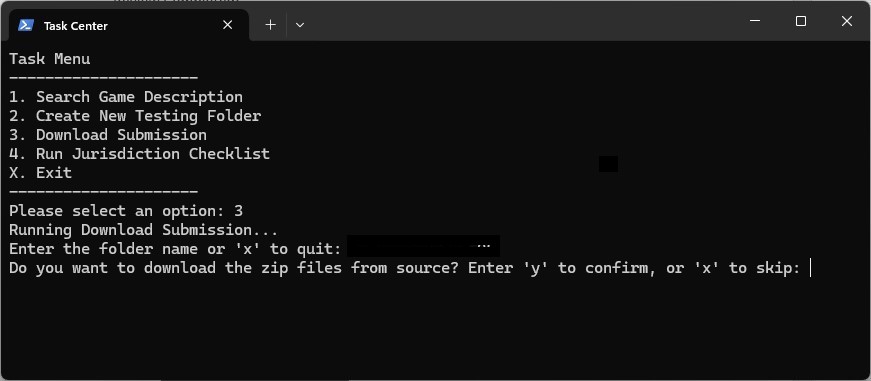 Task Center
Task Menu
---------------------
1. Search Game Description
2. Create New Testing Folder
3. Download Submission
4. Run Jurisdiction Checklist
X. Exit
---------------------
Please select an option: 3
Running Download Submission...
Enter the folder name or 'x' to quit: ...
Do you want to download the zip files from source? Enter 'y' to confirm, or 'x' to skip: